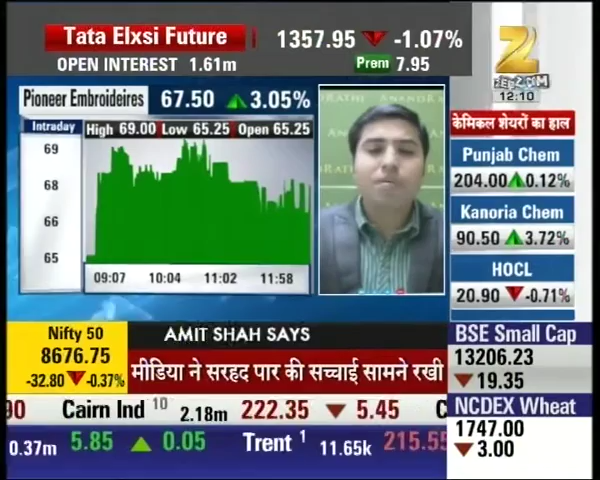 Tata Elxsi Future 1357.95 -1.07%
OPEN INTEREST 1.61m Prem 7.95
12:10
Pioneer Embroideires 67.50 3.05%
Intraday High 69.00 Low 65.25 Open 65.25
69
68
66
65
09:07 10:04 11:02 11:58
ANANDRATHI
केमिकल शेयरों का हाल
Punjab Chem
204.00 0.12%
Kanoria Chem
90.50 3.72%
HOCL
20.90 -0.71%
Nifty 50
8676.75
-32.80 -0.37%
AMIT SHAH SAYS
मीडिया ने सरहद पार की सच्चाई सामने रखी
BSE Small Cap
13206.23
19.35
NCDEX Wheat
1747.00
3.00
90 Cairn Ind 10 2.18m 222.35 5.45 C
0.37m 5.85 0.05 Trent 1 11.65k 215.55